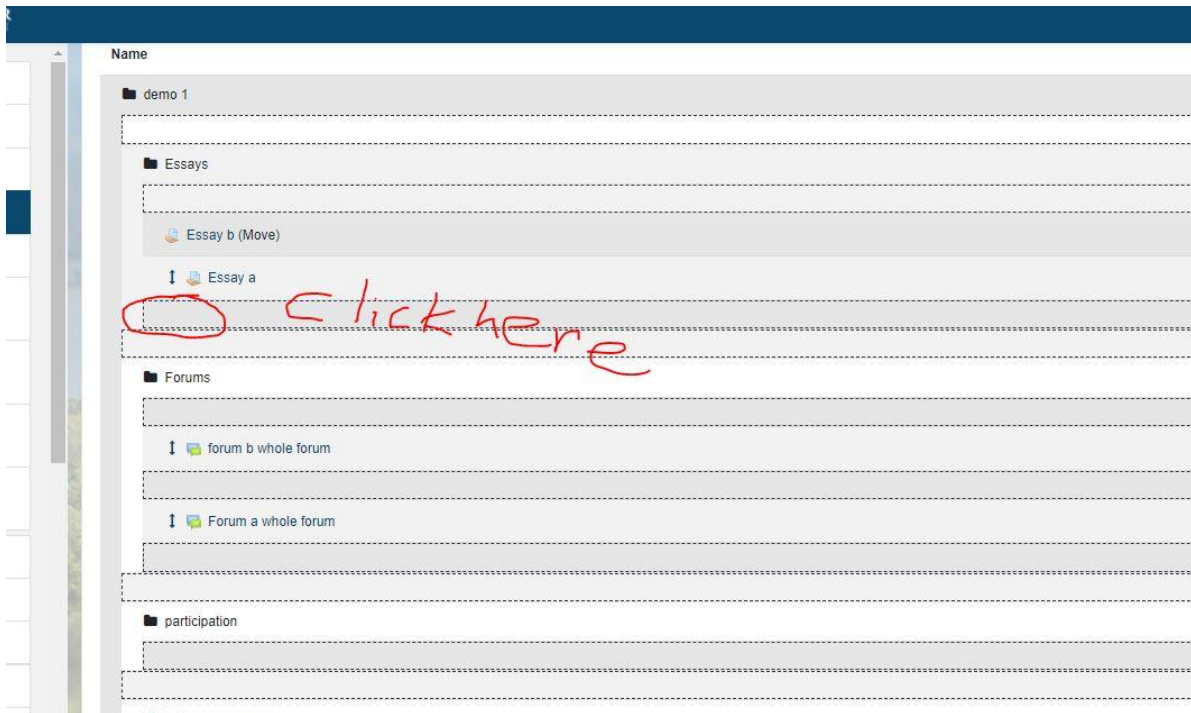 Name
demo 1
Essays
Essay b (Move)
Essay a
Click here
Forums
forum b whole forum
Forum a whole forum
participation